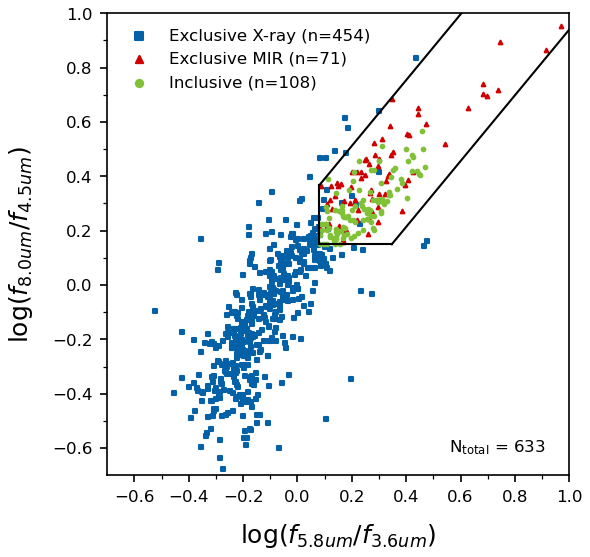 Exclusive X-ray (n=454)
Exclusive MIR (n=71)
Inclusive (n=108)
1.0
0.8
0.6
0.4
0.2
0.0
−0.2
−0.4
−0.6
log(f8.0um/f4.5um)
Ntotal = 633
−0.6 −0.4 −0.2 0.0 0.2 0.4 0.6 0.8 1.0
log(f5.8um/f3.6um)